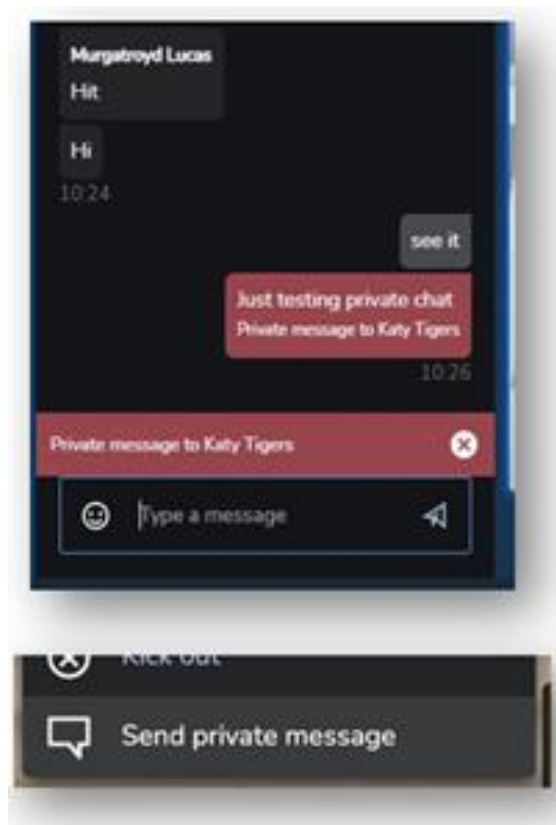 Murgatroyd Lucas
Hit
Hi
10:24
see it
Just testing private chat
Private message to Katy Tigers
10:26
Private message to Katy Tigers
Type a message
Kick out
Send private message